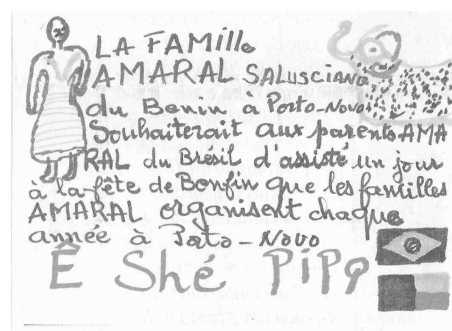 LA FAMille
AMARAL SALUSCIANO
du Benin a Porto-Novo
Souhaiterait aux parents AMA
RAL du Brésil d'assisté un jour
à la fête de Bonfin que les familles
AMARAL organisent chaque
année à Porto-Novo
Ê Shé PiPo